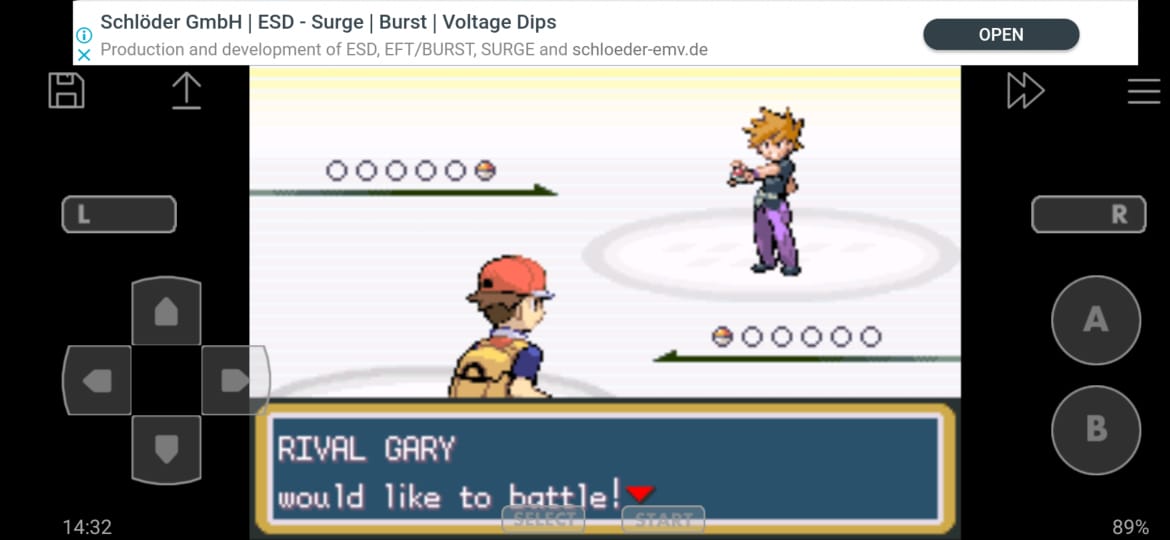 Schlöder GmbH | ESD - Surge | Burst | Voltage Dips
Production and development of ESD, EFT/BURST, SURGE and schloeder-emv.de
OPEN
L
R
A
B
RIVAL GARY
would like to battle!
SELECT
START
14:32
89%